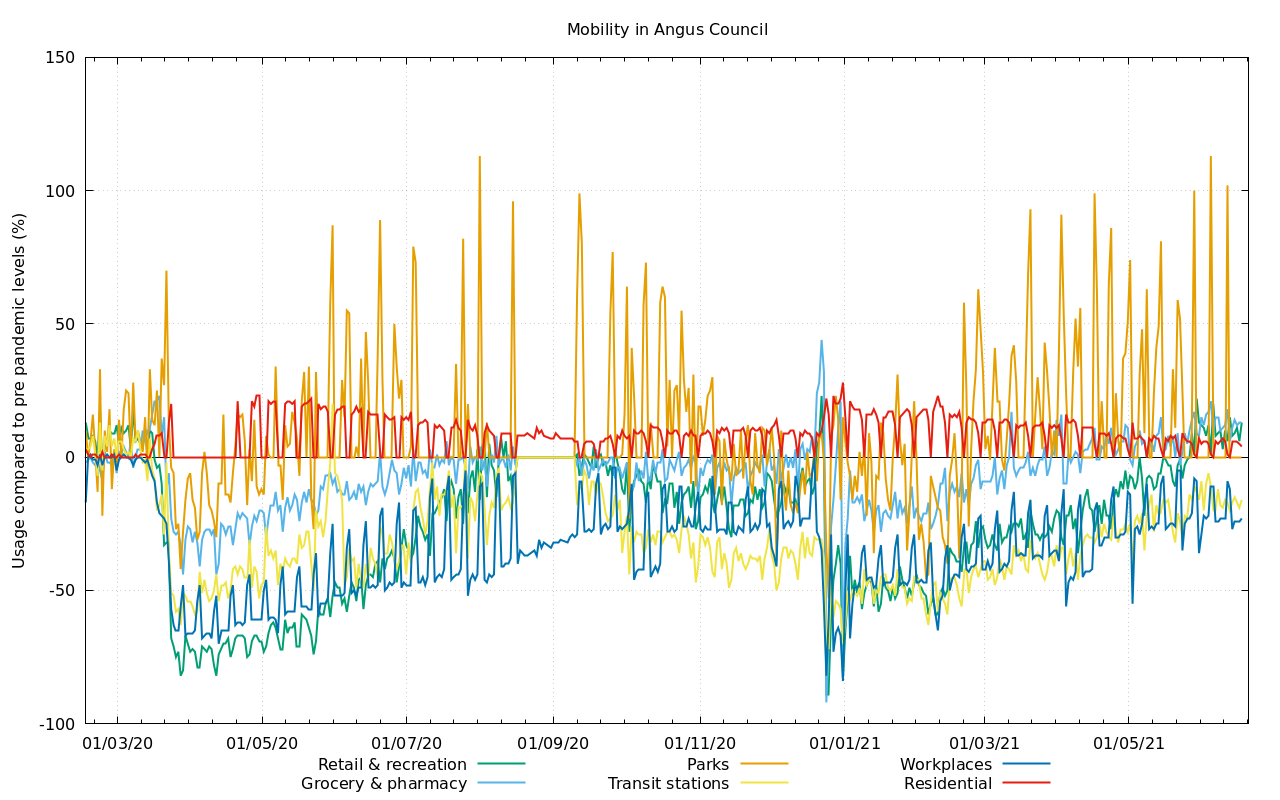 Mobility in Angus Council
Usage compared to pre pandemic levels (%)
150
100
50
0
-50
-100
01/03/20 01/05/20 01/07/20 01/09/20 01/11/20 01/01/21 01/03/21 01/05/21
Retail & recreation Parks Workplaces
Grocery & pharmacy Transit stations Residential